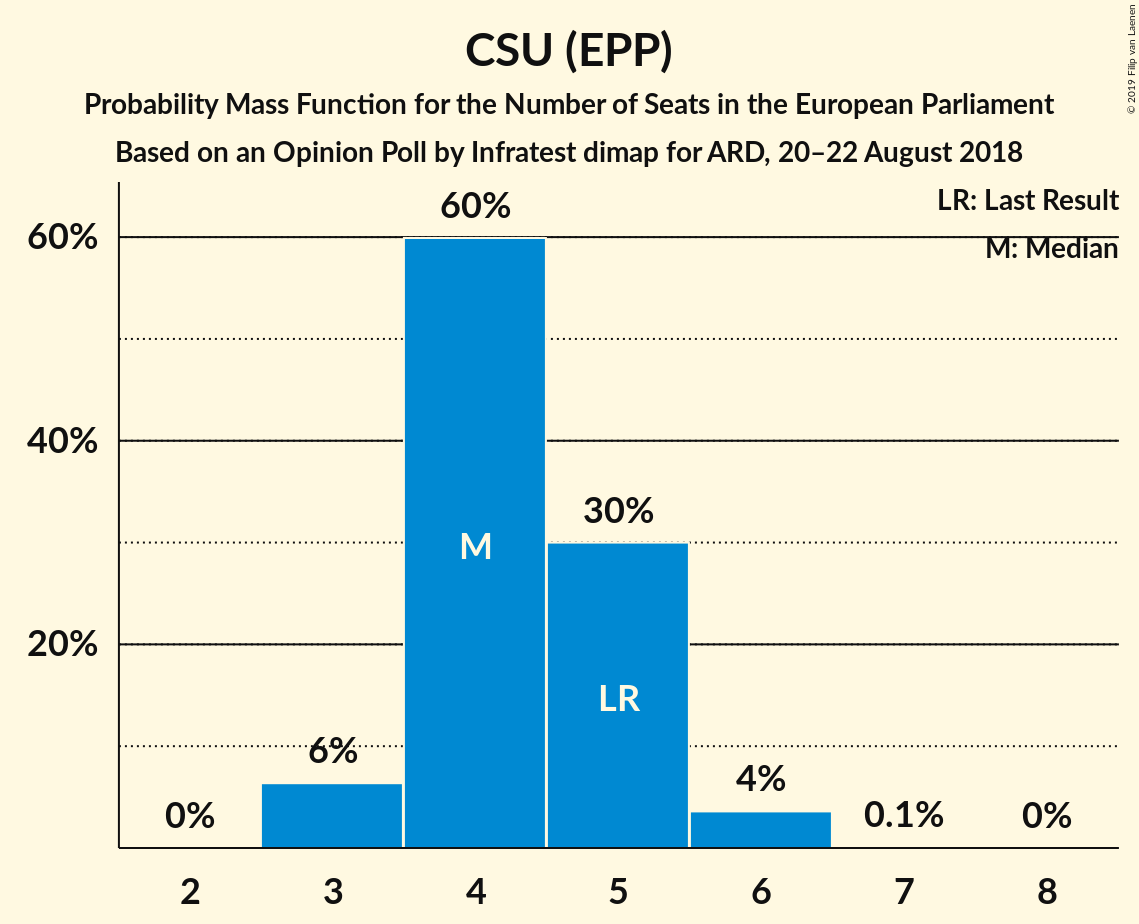 CSU (EPP)
Probability Mass Function for the Number of Seats in the European Parliament
Based on an Opinion Poll by Infratest dimap for ARD, 20–22 August 2018
© 2019 Filip van Laenen
LR: Last Result
M: Median
60%
40%
20%
0%
6%
60%
30%
4%
0.1%
0%
M
LR
2 3 4 5 6 7 8